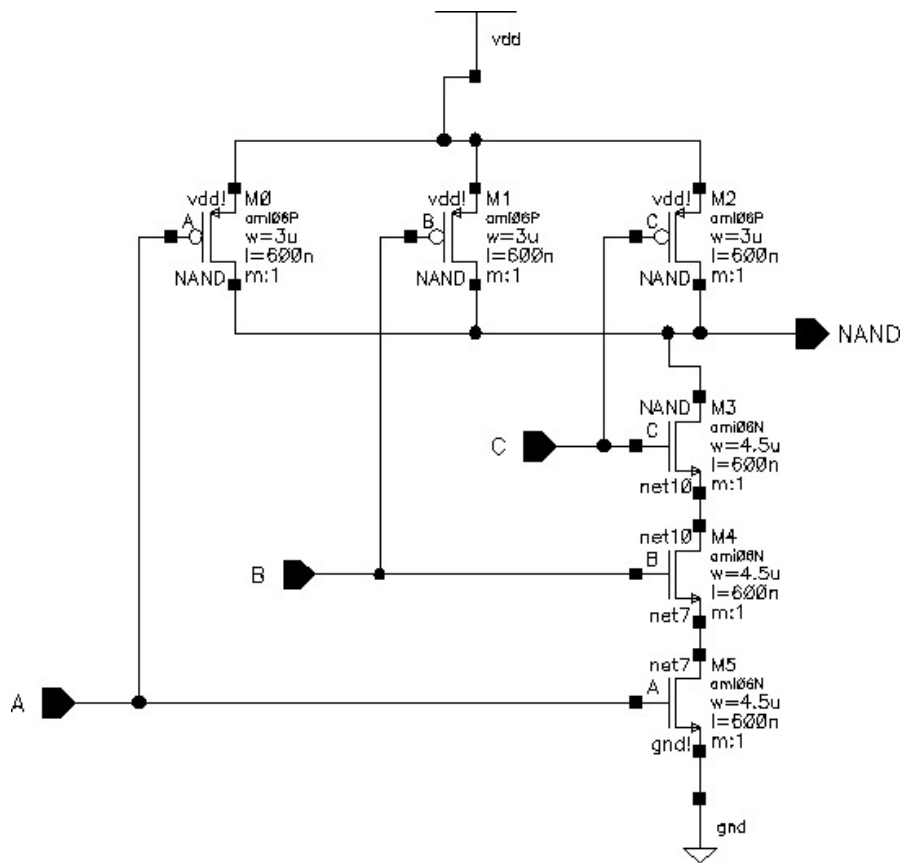 vdd
vdd! M0
A ami06P
w=3u
l=600n
NAND m:1
vdd! M1
B ami06P
w=3u
l=600n
NAND m:1
vdd! M2
C ami06P
w=3u
l=600n
NAND m:1
NAND
NAND M3
C ami06N
w=4.5u
l=600n
net10 m:1
C
net10 M4
B ami06N
w=4.5u
l=600n
net7 m:1
B
net7 M5
A ami06N
w=4.5u
l=600n
gnd! m:1
A
gnd